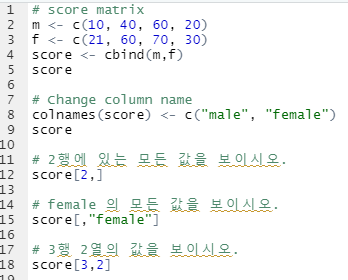 1 # score matrix
2 m <- c(10, 40, 60, 20)
3 f <- c(21, 60, 70, 30)
4 score <- cbind(m,f)
5 score
6
7 # Change column name
8 colnames(score) <- c("male", "female")
9 score
10
11 # 2행에 있는 모든 값을 보이시오.
12 score[2,]
13
14 # female 의 모든 값을 보이시오.
15 score[,"female"]
16
17 # 3행 2열의 값을 보이시오.
18 score[3,2]
19